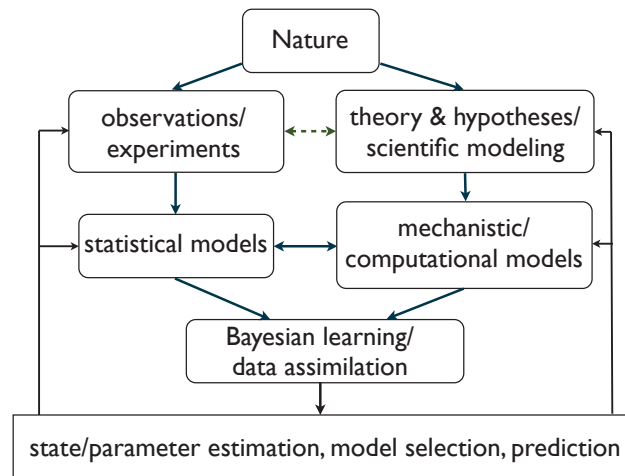 Nature
observations/
experiments
theory & hypotheses/
scientific modeling
statistical models
mechanistic/
computational models
Bayesian learning/
data assimilation
state/parameter estimation, model selection, prediction